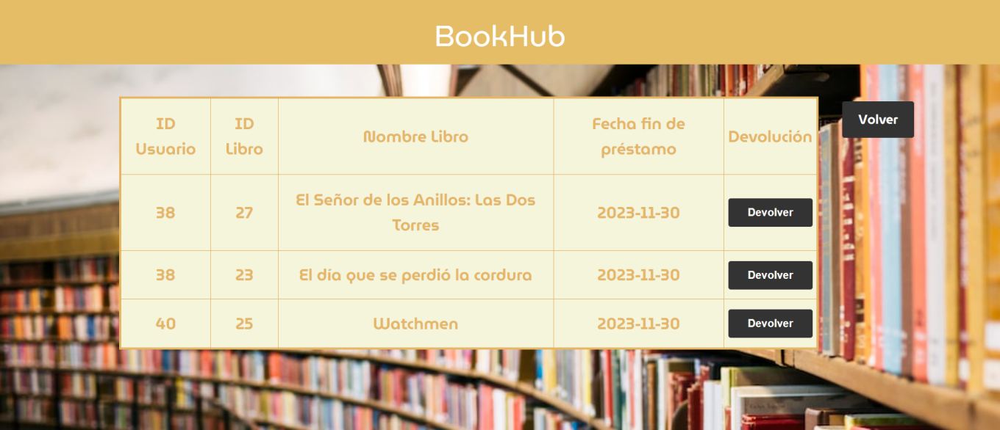 BookHub
Volver
ID Usuario
ID Libro
Nombre Libro
Fecha fin de préstamo
Devolución
38
27
El Señor de los Anillos: Las Dos
Torres
2023-11-30
Devolver
38
23
El día que se perdió la cordura
2023-11-30
Devolver
40
25
Watchmen
2023-11-30
Devolver